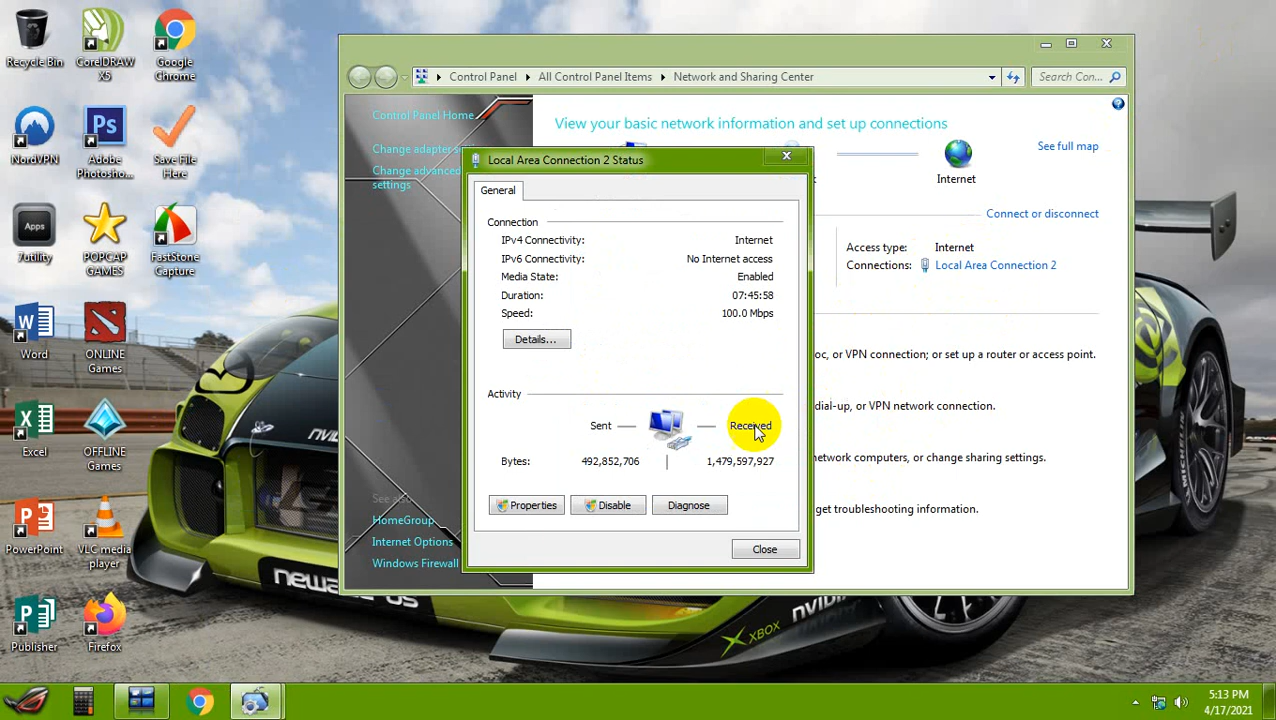 Recycle Bin
CorelDRAW X5
Google Chrome
NordVPN
Adobe Photosho...
Save File Here
Apps
7utility
POPCAP GAMES
FastStone Capture
Word
ONLINE Games
Excel
OFFLINE Games
PowerPoint
VLC media player
Publisher
Firefox
Control Panel
All Control Panel Items
Network and Sharing Center
Search Con...
Control Panel Home
Change adapter se
Change advanced
settings
See also
HomeGroup
Internet Options
Windows Firewall
View your basic network information and set up connections
See full map
Internet
Connect or disconnect
Access type: Internet
Connections: Local Area Connection 2
oc, or VPN connection; or set up a router or access point.
dial-up, or VPN network connection.
network computers, or change sharing settings.
get troubleshooting information.
Local Area Connection 2 Status
General
Connection
IPv4 Connectivity: Internet
IPv6 Connectivity: No Internet access
Media State: Enabled
Duration: 07:45:58
Speed: 100.0 Mbps
Details...
Activity
Sent Received
Bytes: 492,852,706 1,479,597,927
Properties Disable Diagnose
Close
NVIDIA
XBOX
MICHELIN
5:13 PM
4/17/2021